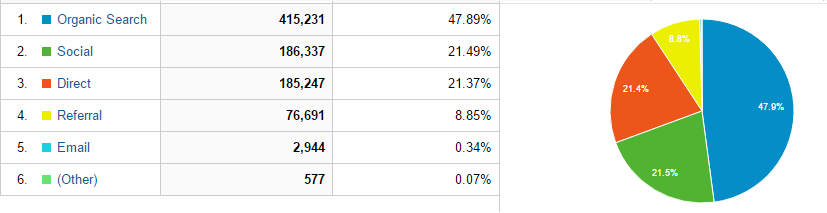 1. Organic Search 415,231 47.89%
2. Social 186,337 21.49%
3. Direct 185,247 21.37%
4. Referral 76,691 8.85%
5. Email 2,944 0.34%
6. (Other) 577 0.07%
8.8%
21.4%
47.9%
21.5%